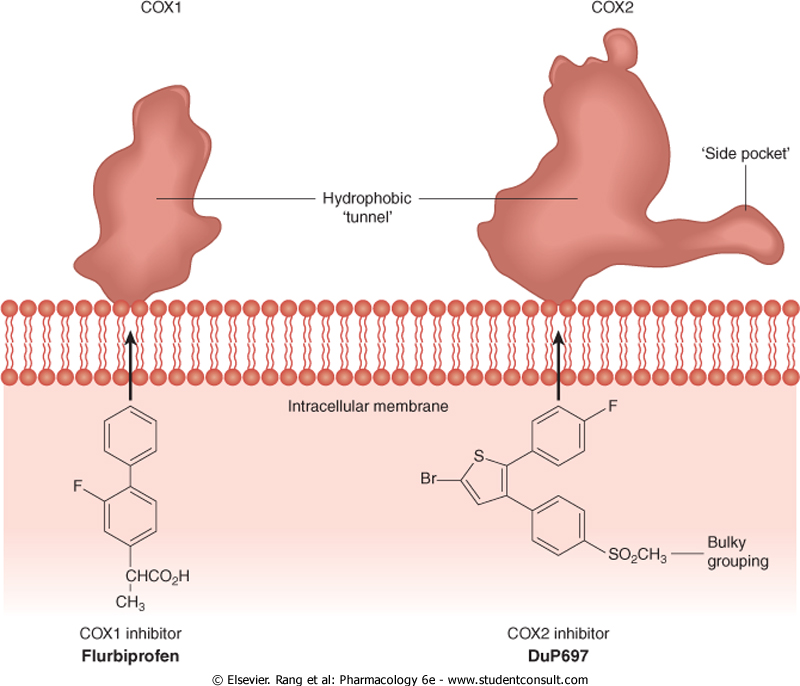 COX1
COX2
'Side pocket'
Hydrophobic
'tunnel'
Intracellular membrane
F
CHCO₂H
CH₃
COX1 inhibitor
Flurbiprofen
F
S
Br
SO₂CH₃
Bulky
grouping
COX2 inhibitor
DuP697
© Elsevier. Rang et al: Pharmacology 6e - www.studentconsult.com